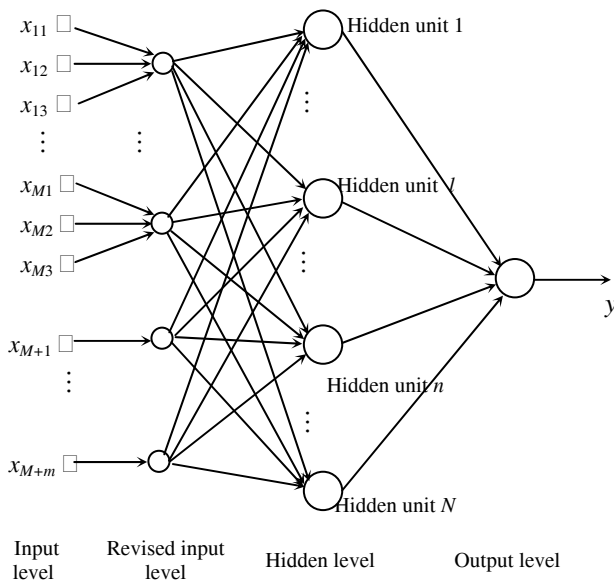 x11
Hidden unit 1
x12
x13
⋮ ⋮ ⋮
xM1
Hidden unit l
xM2
xM3
⋮
y
xM+1
Hidden unit n
⋮
⋮
xM+m
Hidden unit N
Input level
Revised input level
Hidden level
Output level